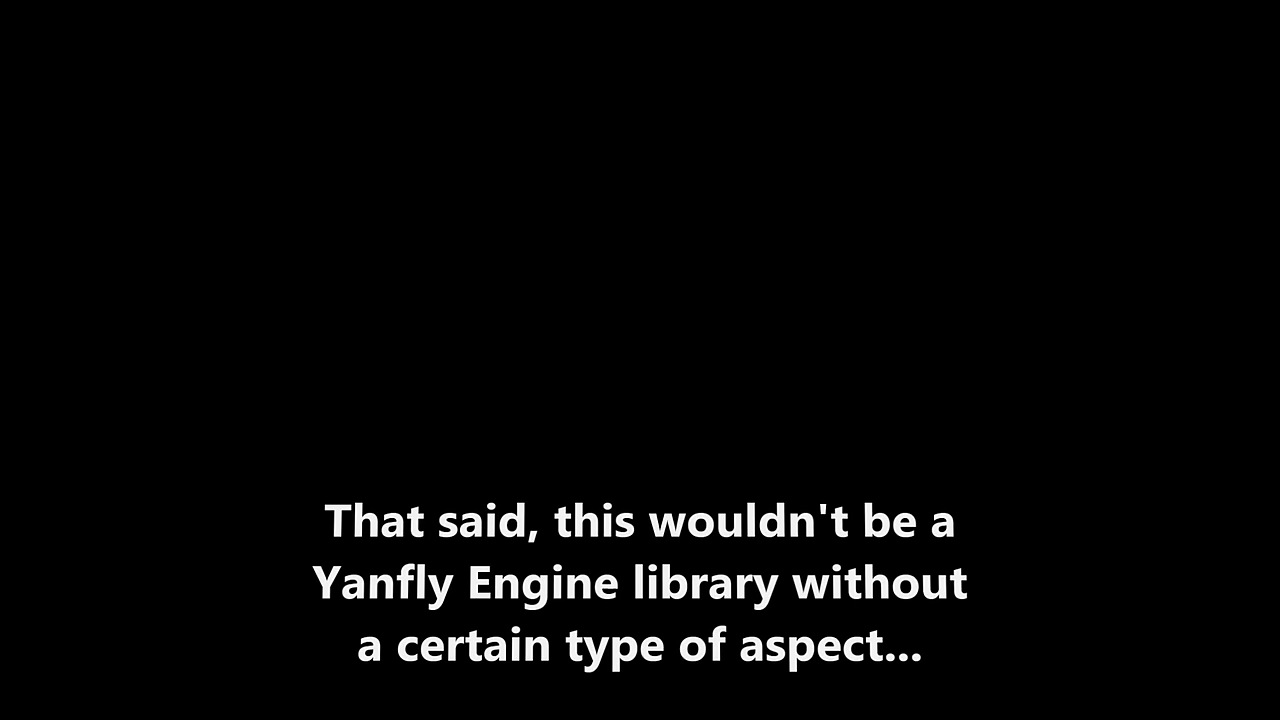 That said, this wouldn't be a
Yanfly Engine library without
a certain type of aspect...